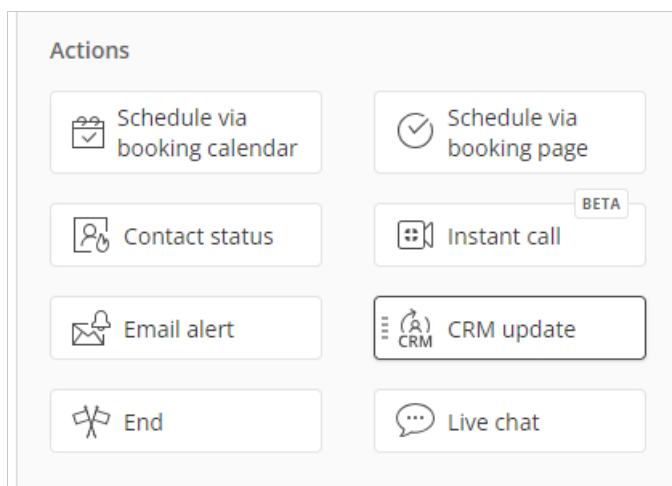 Actions
Schedule via
booking calendar
Schedule via
booking page
Contact status
BETA
Instant call
Email alert
CRM
CRM update
End
Live chat